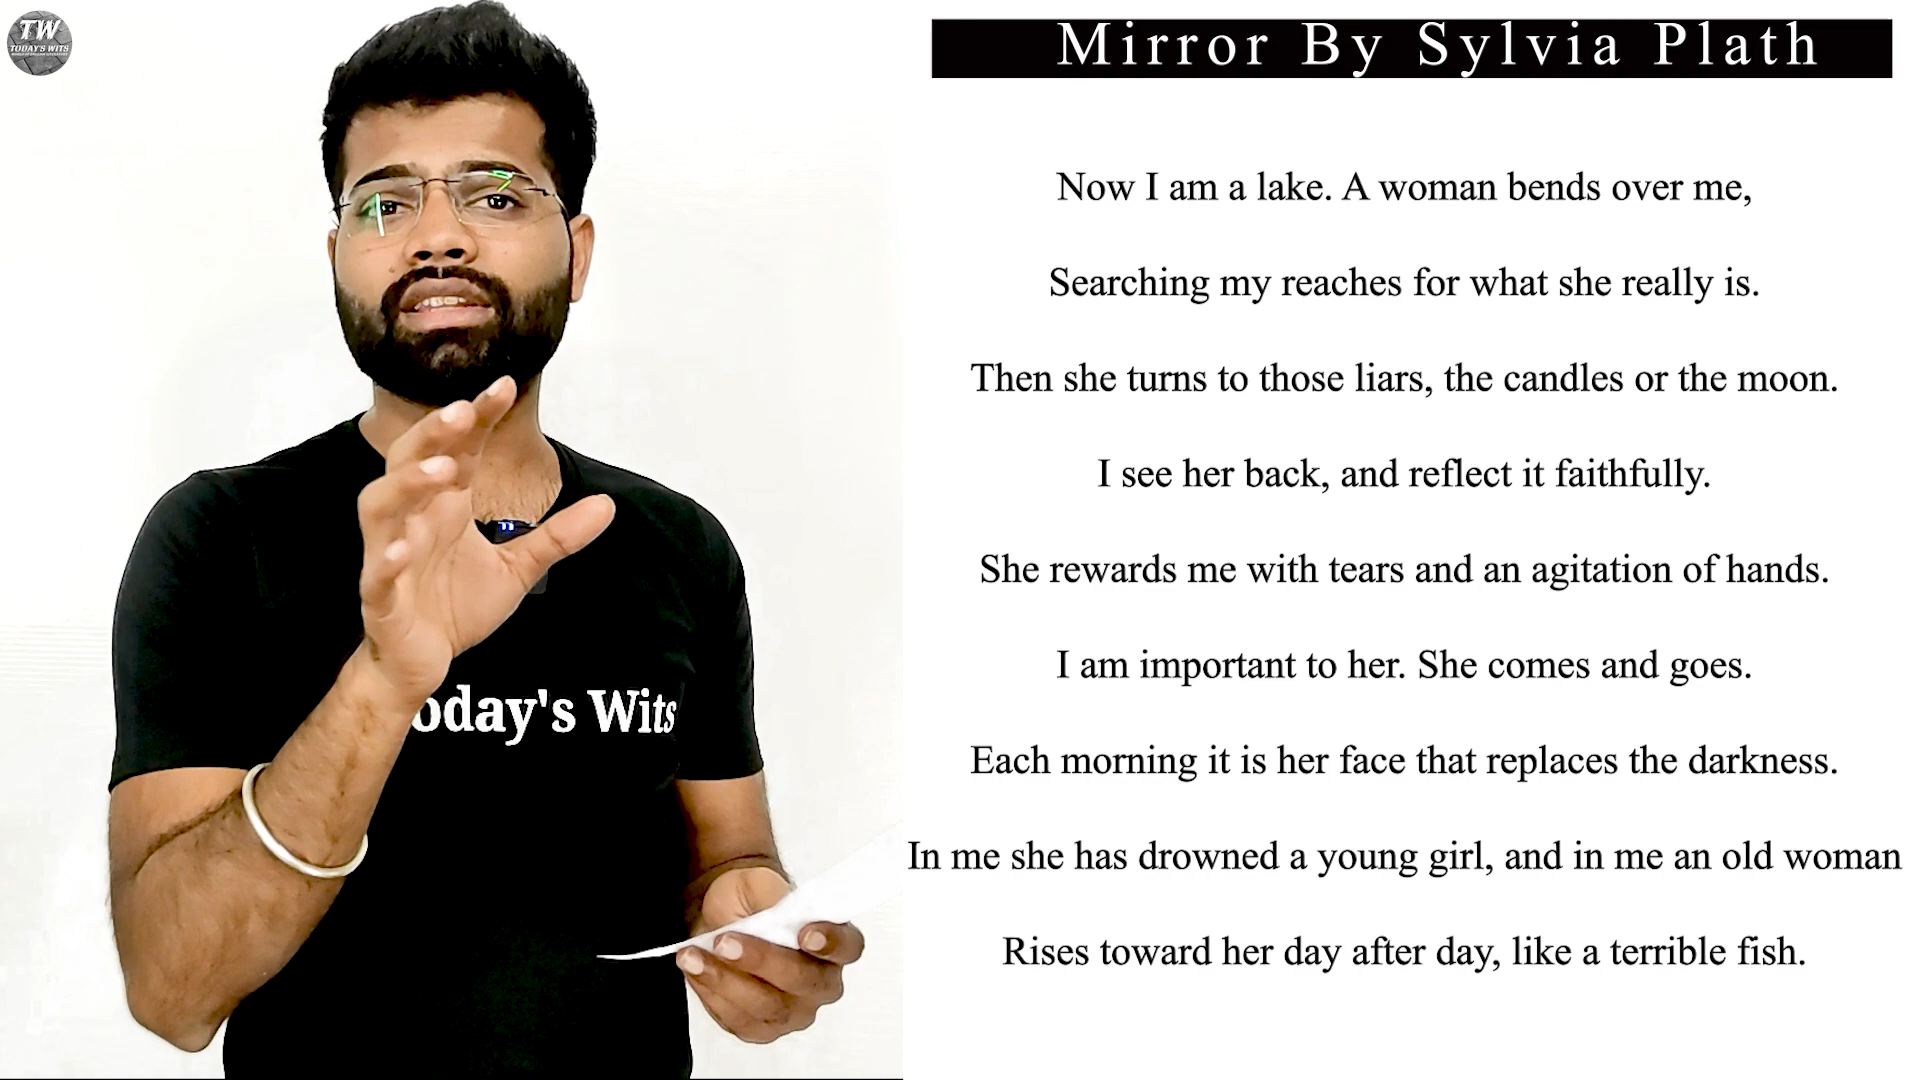 TW
TODAY'S WITS
Mirror By Sylvia Plath
Now I am a lake. A woman bends over me,
Searching my reaches for what she really is.
Then she turns to those liars, the candles or the moon.
I see her back, and reflect it faithfully.
She rewards me with tears and an agitation of hands.
I am important to her. She comes and goes.
Each morning it is her face that replaces the darkness.
In me she has drowned a young girl, and in me an old woman
Rises toward her day after day, like a terrible fish.
oday's Wits